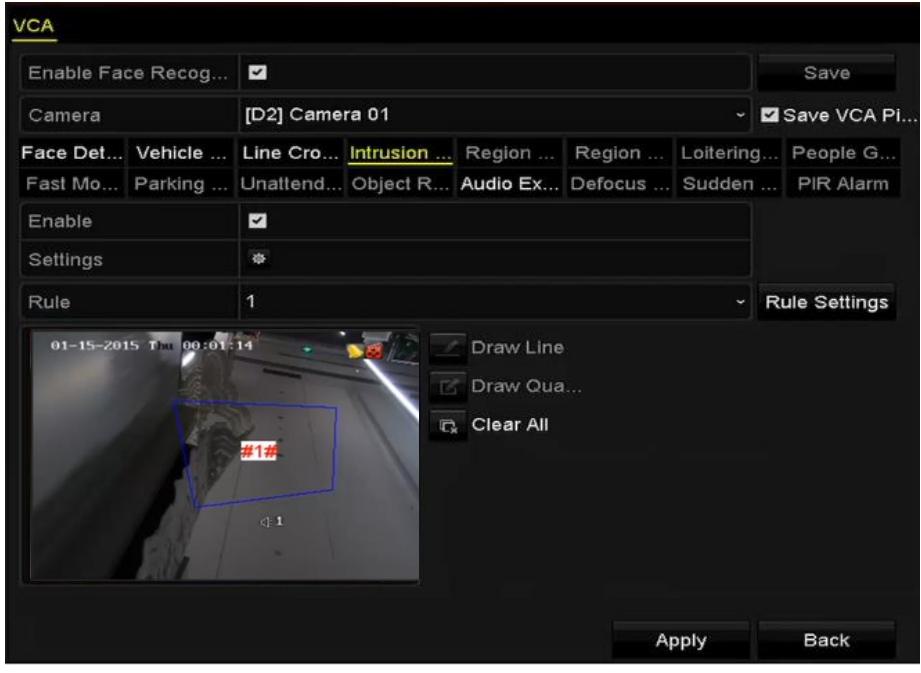 VCA
Enable Face Recog... Save
Camera [D2] Camera 01 Save VCA Pi...
Face Det... Vehicle ... Line Cro... Intrusion ... Region ... Region ... Loitering... People G...
Fast Mo... Parking ... Unattend... Object R... Audio Ex... Defocus ... Sudden ... PIR Alarm
Enable
Settings
Rule 1 Rule Settings
01-15-2015 Thu 00:01:14
Draw Line
Draw Qua...
Clear All
#1#
1
Apply Back